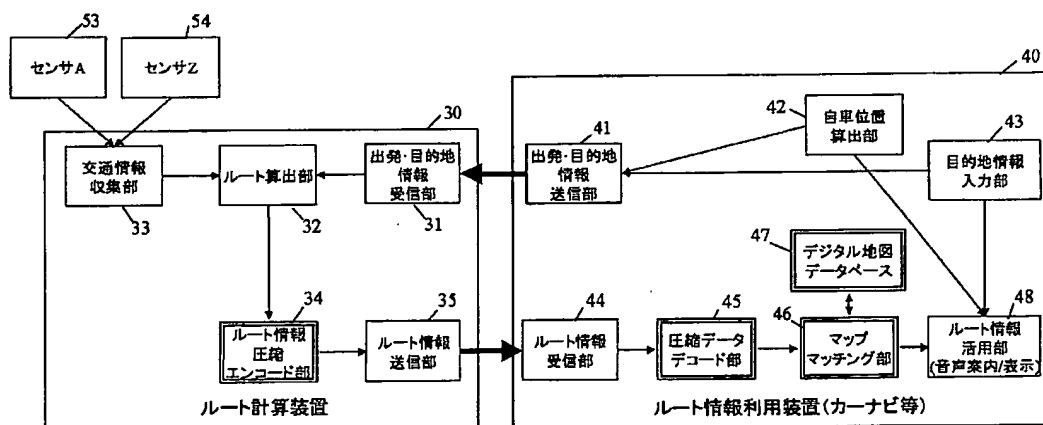 53
54
センサA
センサZ
40
30
41
42
自車位置
算出部
43
交通情報
収集部
33
ルート算出部
32
出発・目的地
情報
受信部
31
出発・目的地
情報
送信部
目的地情報
入力部
47
デジタル地図
データベース
34
ルート情報
圧縮
エンコード部
35
ルート情報
送信部
44
ルート情報
受信部
45
圧縮データ
デコード部
46
マップ
マッチング部
48
ルート情報
活用部
(音声案内/表示)
ルート計算装置
ルート情報利用装置(カーナビ等)